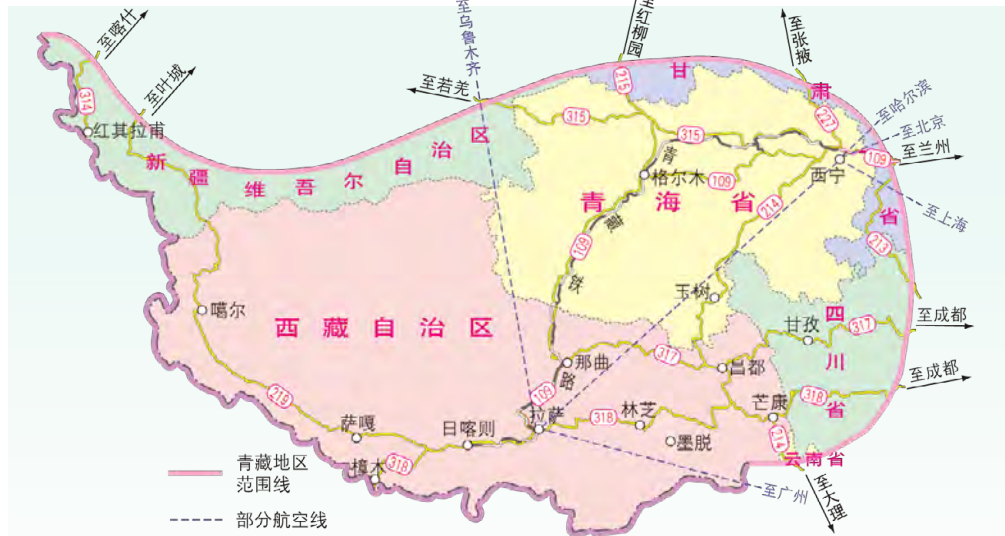 至喀什
至叶城
至乌鲁木齐
至红柳园
至张掖
至若羌
至哈尔滨
至北京
至兰州
至上海
至成都
至成都
至广州
至大理
314
红其拉甫
新疆维吾尔自治区
甘肃省
215
227
315
315
青海省
青藏铁路
格尔木
109
109
109
西宁
214
213
玉树
噶尔
西藏自治区
四川省
甘孜
317
317
那曲
昌都
219
109
拉萨
318
林芝
芒康
318
萨嘎
日喀则
墨脱
214
樟木
318
云南省
青藏地区
范围线
部分航空线